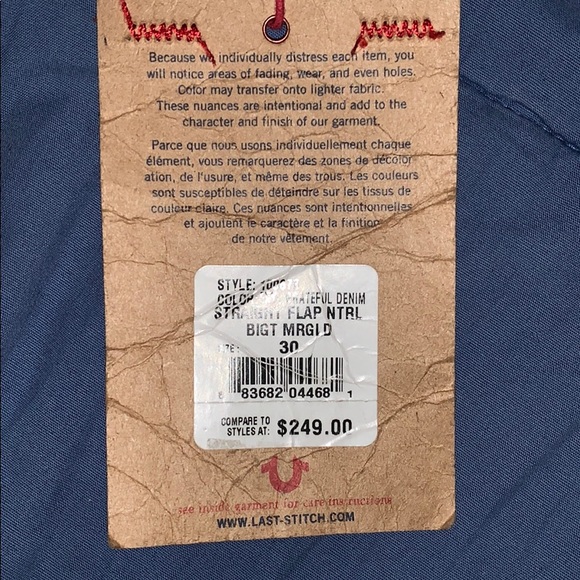 Because we individually distress each item, you
will notice areas of fading, wear, and even holes.
Color may transfer onto lighter fabric.
These nuances are intentional and add to the
character and finish of our garment.
Parce que nous usons individuellement chaque
élément, vous remarquerez des zones de décolor
ation, de l'usure, et même des trous. Les couleurs
sont susceptibles de déteindre sur les tissus de
couleur claire. Ces nuances sont intentionnelles
et ajoutent le caractère et la finition
de notre vêtement.
STYLE:
COLOR DENIM
STRAIGHT FLAP NTRL
BIGT MRGLD
SIZE: 30
8 83682 04468 1
COMPARE TO
STYLES AT: $249.00
see inside garment for care instructions
WWW.LAST-STITCH.COM